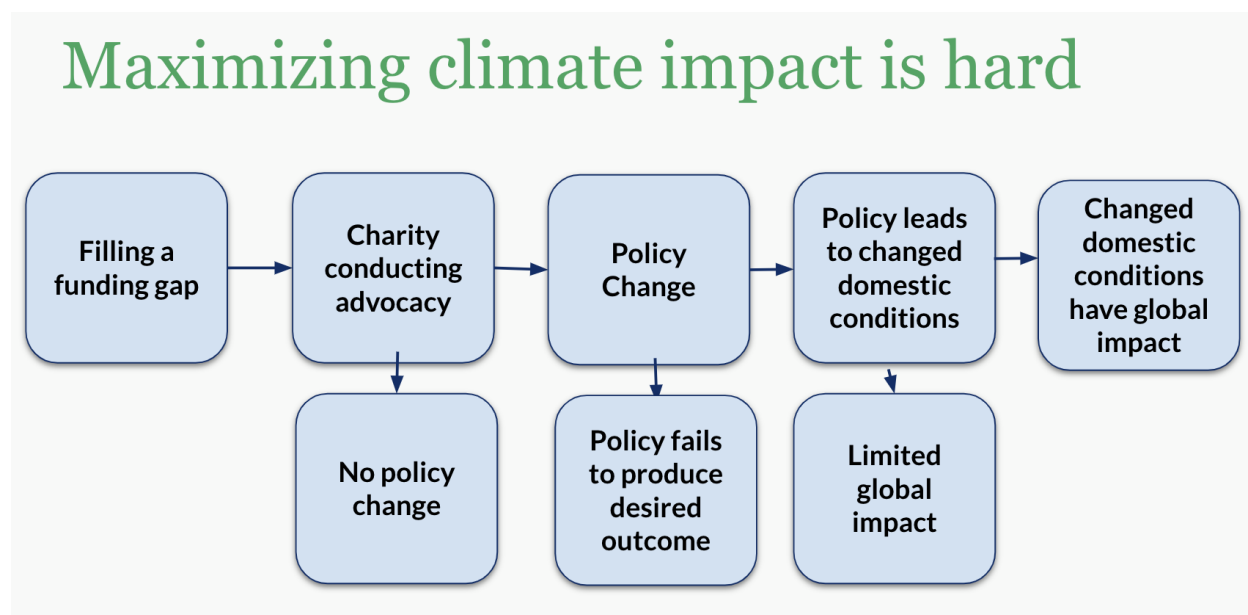 Maximizing climate impact is hard
Filling a
funding gap
Charity
conducting
advocacy
Policy
Change
Policy leads
to changed
domestic
conditions
Changed
domestic
conditions
have global
impact
No policy
change
Policy fails
to produce
desired
outcome
Limited
global
impact